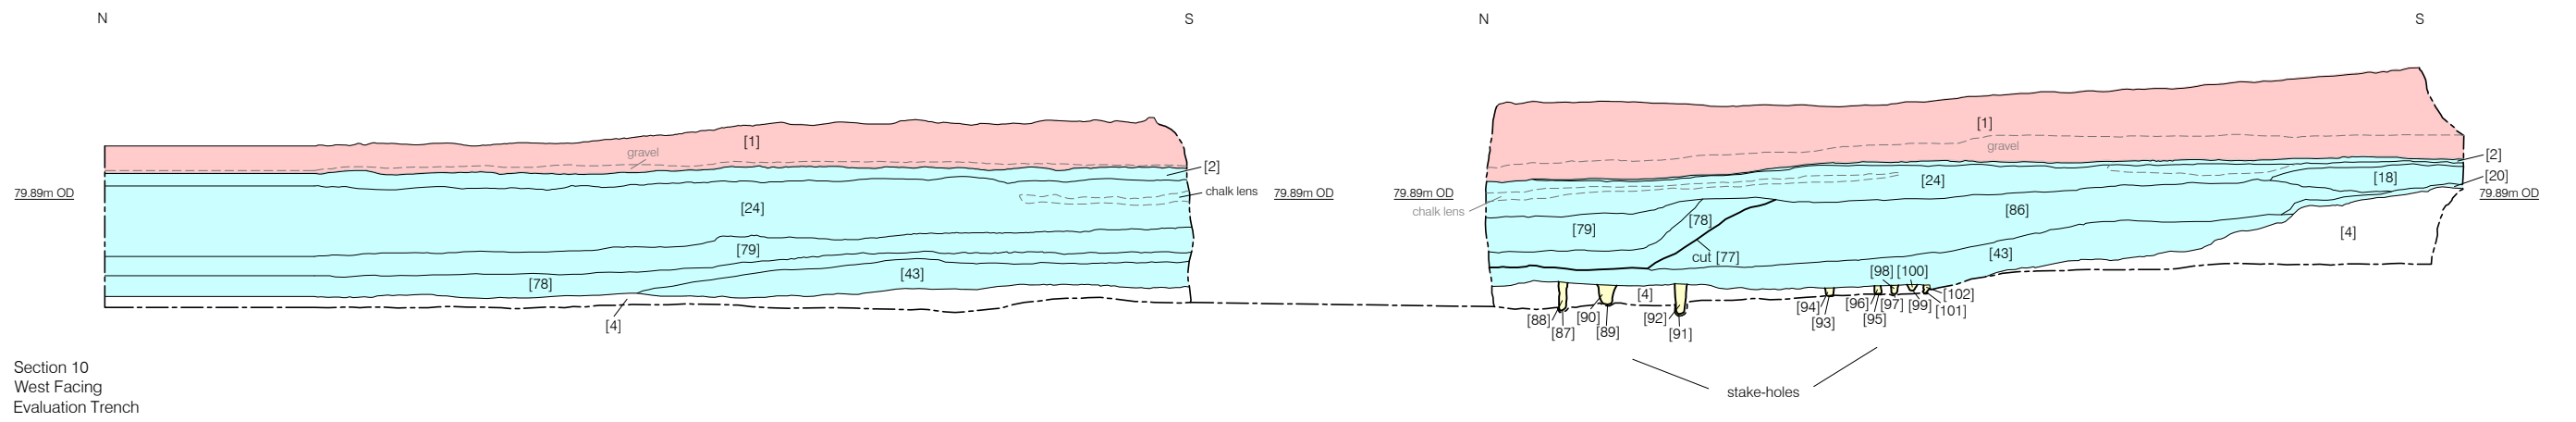 N
S
N
S
[1]
gravel
[2]
79.89m OD
chalk lens
79.89m OD
[24]
[79]
[43]
[78]
[4]
[1]
gravel
[2]
[20]
79.89m OD
79.89m OD
chalk lens
[24]
[18]
[86]
[78]
[79]
[4]
cut [77]
[43]
[98] [100]
[4]
[102]
[88]
[87]
[90]
[89]
[92]
[91]
[94]
[93]
[96]
[95]
[97]
[99]
[101]
stake-holes
Section 10
West Facing
Evaluation Trench